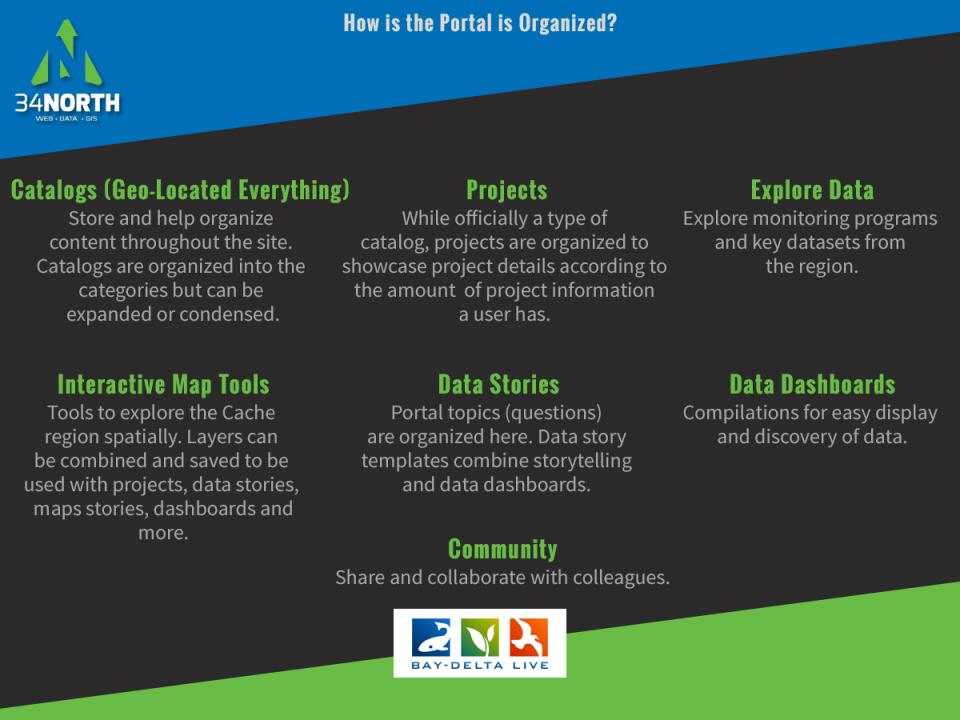 How is the Portal is Organized?
34NORTH
WEB • DATA • GIS
Catalogs (Geo-Located Everything)
Store and help organize
content throughout the site.
Catalogs are organized into the
categories but can be
expanded or condensed.
Projects
While officially a type of
catalog, projects are organized to
showcase project details according to
the amount of project information
a user has.
Explore Data
Explore monitoring programs
and key datasets from
the region.
Interactive Map Tools
Tools to explore the Cache
region spatially. Layers can
be combined and saved to be
used with projects, data stories,
maps stories, dashboards and
more.
Data Stories
Portal topics (questions)
are organized here. Data story
templates combine storytelling
and data dashboards.
Data Dashboards
Compilations for easy display
and discovery of data.
Community
Share and collaborate with colleagues.
BAY-DELTA LIVE